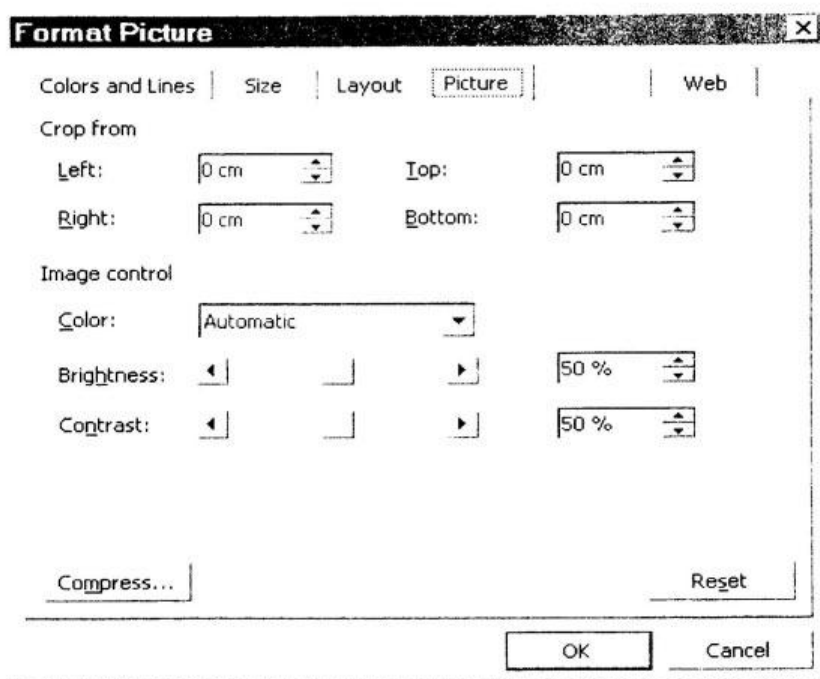 Format Picture
Colors and Lines Size Layout Picture Web
Crop from
Left: 0 cm Top: 0 cm
Right: 0 cm Bottom: 0 cm
Image control
Color: Automatic
Brightness: 50 %
Contrast: 50 %
Compress... Reset
OK Cancel